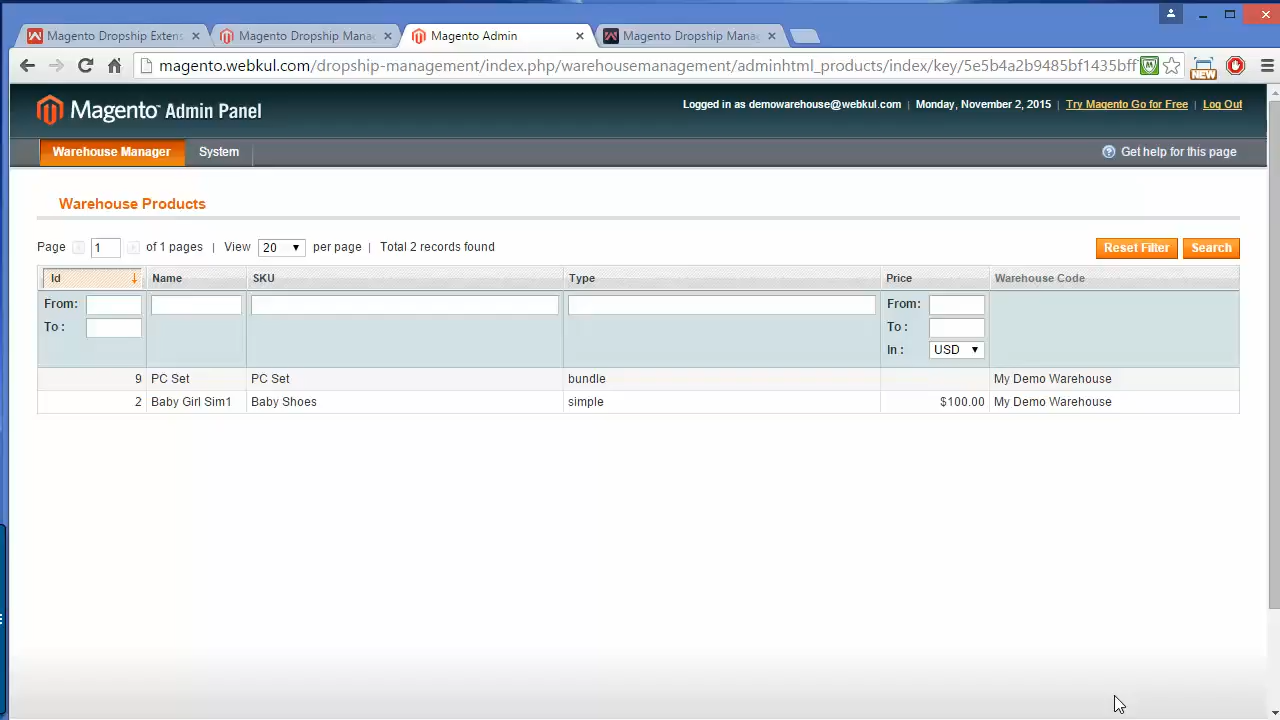 Magento Dropship Extens
Magento Dropship Manag
Magento Admin
Magento Dropship Manag
magento.webkul.com/dropship-management/index.php/warehousemanagement/adminhtml_products/index/key/5e5b4a2b9485bf1435bff
NEW
Magento Admin Panel
Logged in as demowarehouse@webkul.com | Monday, November 2, 2015 | Try Magento Go for Free | Log Out
Warehouse Manager System
Get help for this page
Warehouse Products
Page 1 of 1 pages | View 20 per page | Total 2 records found
Reset Filter Search
Id Name SKU Type Price Warehouse Code
From: From:
To : To :
In : USD
9 PC Set PC Set bundle My Demo Warehouse
2 Baby Girl Sim1 Baby Shoes simple $100.00 My Demo Warehouse